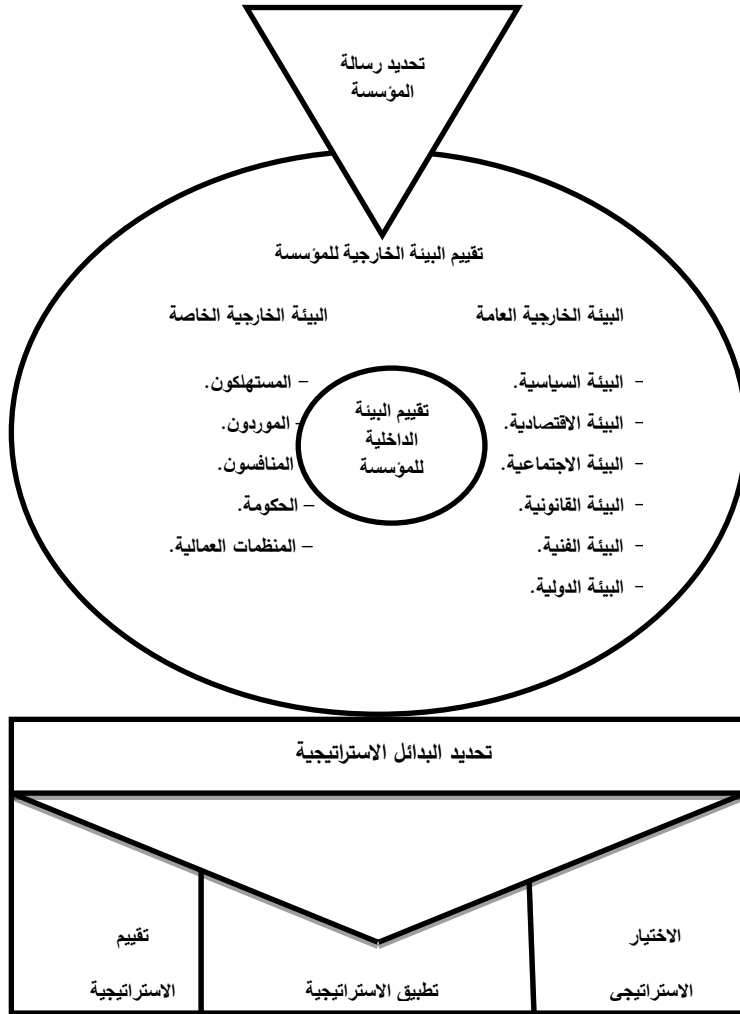 تحديد رسالة
المؤسسة
تقييم البيئة الخارجية للمؤسسة
البيئة الخارجية العامة
- البيئة السياسية.
- البيئة الاقتصادية.
- البيئة الاجتماعية.
- البيئة القانونية.
- البيئة الفنية.
- البيئة الدولية.
تقييم البيئة
الداخلية
للمؤسسة
البيئة الخارجية الخاصة
– المستهلكون.
- الموردون.
المنافسون.
– الحكومة.
– المنظمات العمالية.
تحديد البدائل الاستراتيجية
الاختيار
الاستراتيجي
تطبيق الاستراتيجية
تقييم
الاستراتيجية